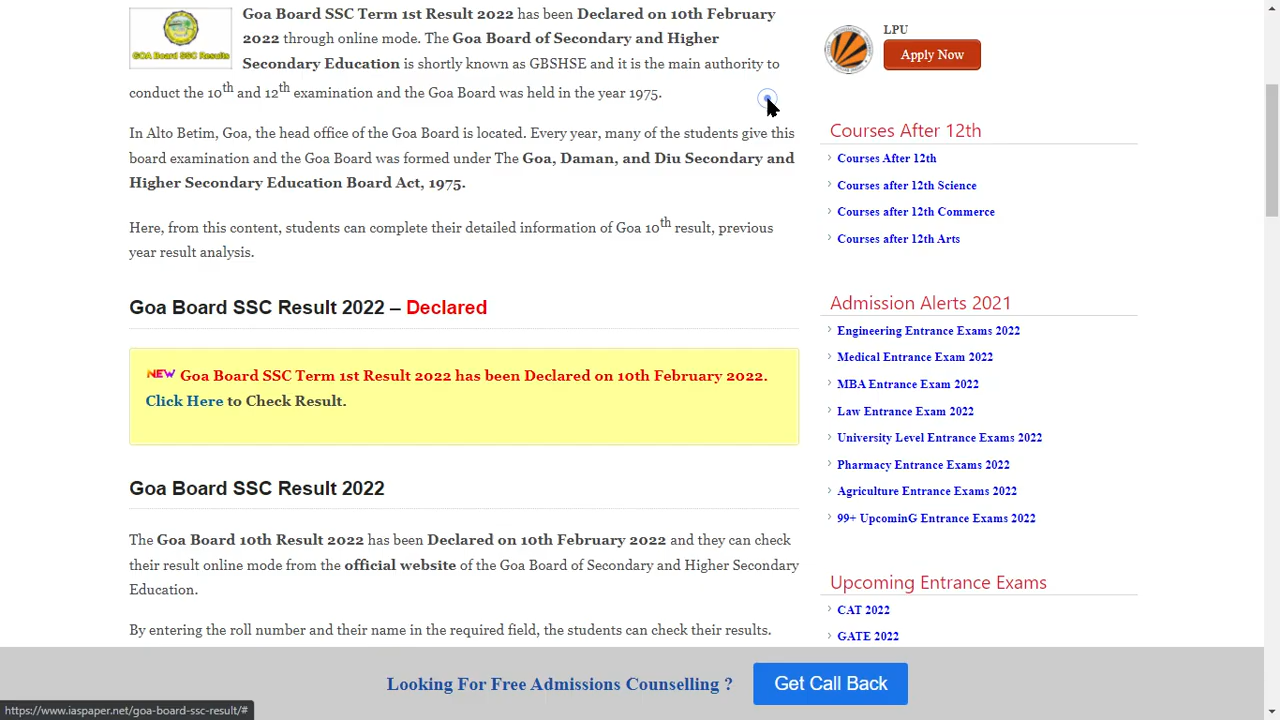 Goa Board SSC Term 1st Result 2022 has been Declared on 10th February
2022 through online mode. The Goa Board of Secondary and Higher
GOA Board SSC Results
Secondary Education is shortly known as GBSHSE and it is the main authority to
conduct the 10th and 12th examination and the Goa Board was held in the year 1975.
In Alto Betim, Goa, the head office of the Goa Board is located. Every year, many of the students give this
board examination and the Goa Board was formed under The Goa, Daman, and Diu Secondary and
Higher Secondary Education Board Act, 1975.
Here, from this content, students can complete their detailed information of Goa 10th result, previous
year result analysis.
Goa Board SSC Result 2022 – Declared
NEW Goa Board SSC Term 1st Result 2022 has been Declared on 10th February 2022.
Click Here to Check Result.
Goa Board SSC Result 2022
The Goa Board 10th Result 2022 has been Declared on 10th February 2022 and they can check
their result online mode from the official website of the Goa Board of Secondary and Higher Secondary
Education.
By entering the roll number and their name in the required field, the students can check their results.
LPU
Apply Now
Courses After 12th
Courses After 12th
Courses after 12th Science
Courses after 12th Commerce
Courses after 12th Arts
Admission Alerts 2021
Engineering Entrance Exams 2022
Medical Entrance Exam 2022
MBA Entrance Exam 2022
Law Entrance Exam 2022
University Level Entrance Exams 2022
Pharmacy Entrance Exams 2022
Agriculture Entrance Exams 2022
99+ UpcominG Entrance Exams 2022
Upcoming Entrance Exams
CAT 2022
GATE 2022
Looking For Free Admissions Counselling ?
Get Call Back
https://www.iaspaper.net/goa-board-ssc-result/#